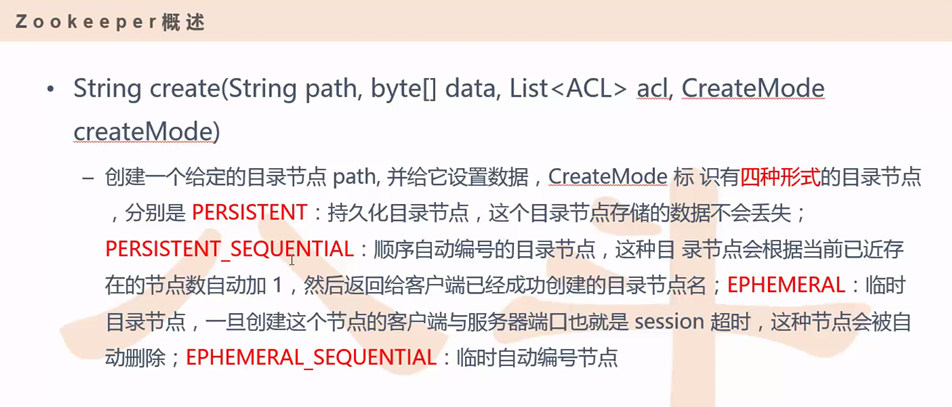 Zookeeper概述
• String create(String path, byte[] data, List<ACL> acl, CreateMode
createMode)
– 创建一个给定的目录节点 path, 并给它设置数据，CreateMode 标 识有四种形式的目录节点
，分别是 PERSISTENT：持久化目录节点，这个目录节点存储的数据不会丢失；
PERSISTENT_SEQUENTIAL：顺序自动编号的目录节点，这种目 录节点会根据当前已近存
在的节点数自动加 1，然后返回给客户端已经成功创建的目录节点名；EPHEMERAL：临时
目录节点，一旦创建这个节点的客户端与服务器端口也就是 session 超时，这种节点会被自
动删除；EPHEMERAL_SEQUENTIAL：临时自动编号节点
八斗